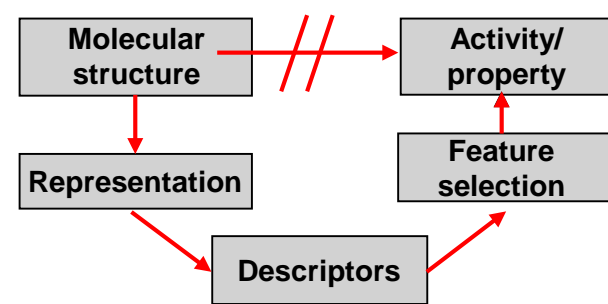 Molecular
structure
Activity/
property
Representation
Feature
selection
Descriptors